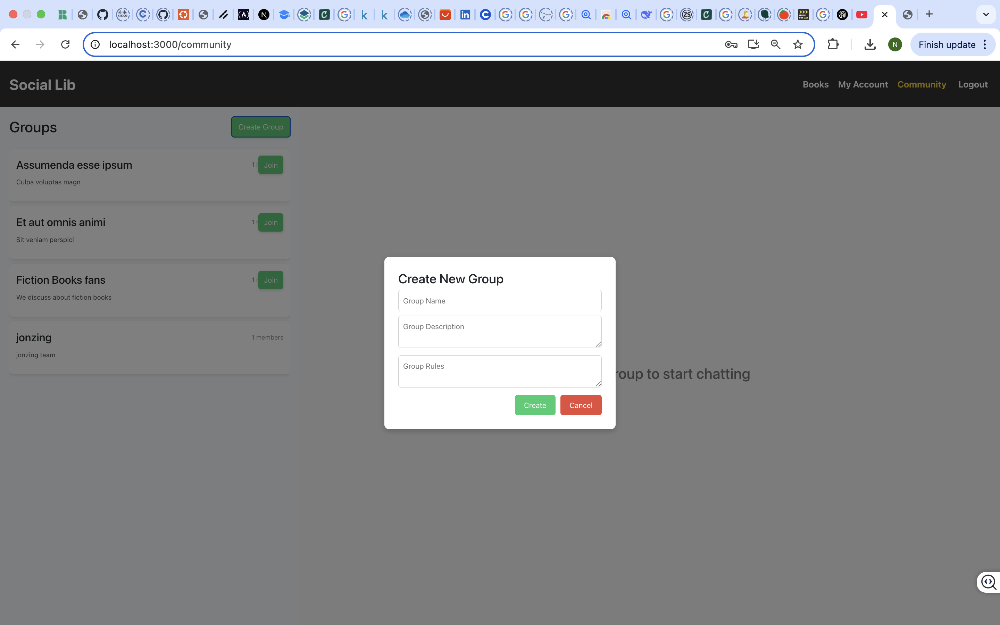 localhost:3000/community
N
Finish update
Social Lib
Books My Account Community Logout
Groups
Create Group
Assumenda esse ipsum
1 r
Join
Culpa voluptas magn
Et aut omnis animi
1 r
Join
Sit veniam perspici
Fiction Books fans
1 r
Join
We discuss about fiction books
jonzing
1 members
jonzing team
Create New Group
Group Name
Group Description
Group Rules
Create
Cancel
roup to start chatting